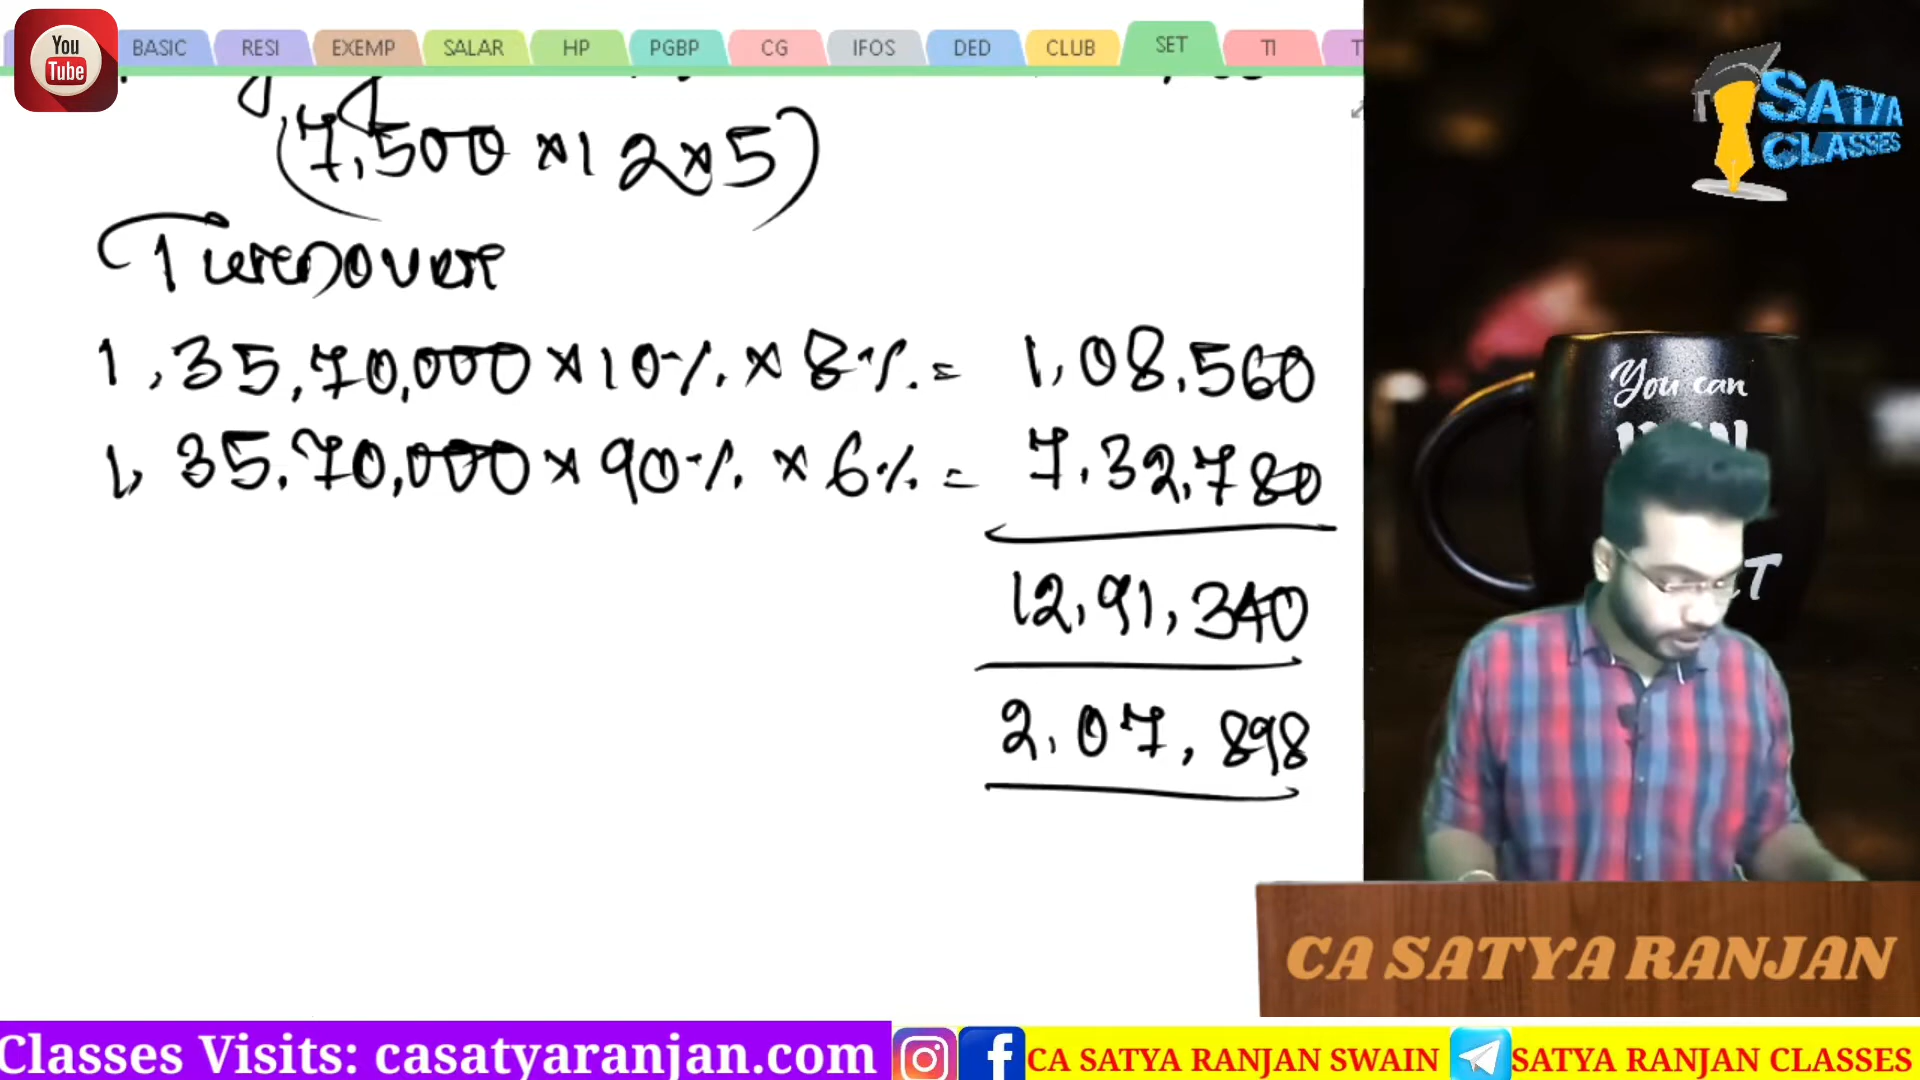 You
Tube
BASIC RESI EXEMP SALAR HP PGBP CG IFOS DED CLUB SET TI
SATYA
CLASSES
(7,500 × 12 × 5)
Turnover
1,35,70,000 × 10% × 8% = 1,08,560
1,35,70,000 × 90% × 6% = 7,32,780
12,91,340
2,07,898
You can
CA SATYA RANJAN
Classes Visits: casatyaranjan.com
CA SATYA RANJAN SWAIN
SATYA RANJAN CLASSES